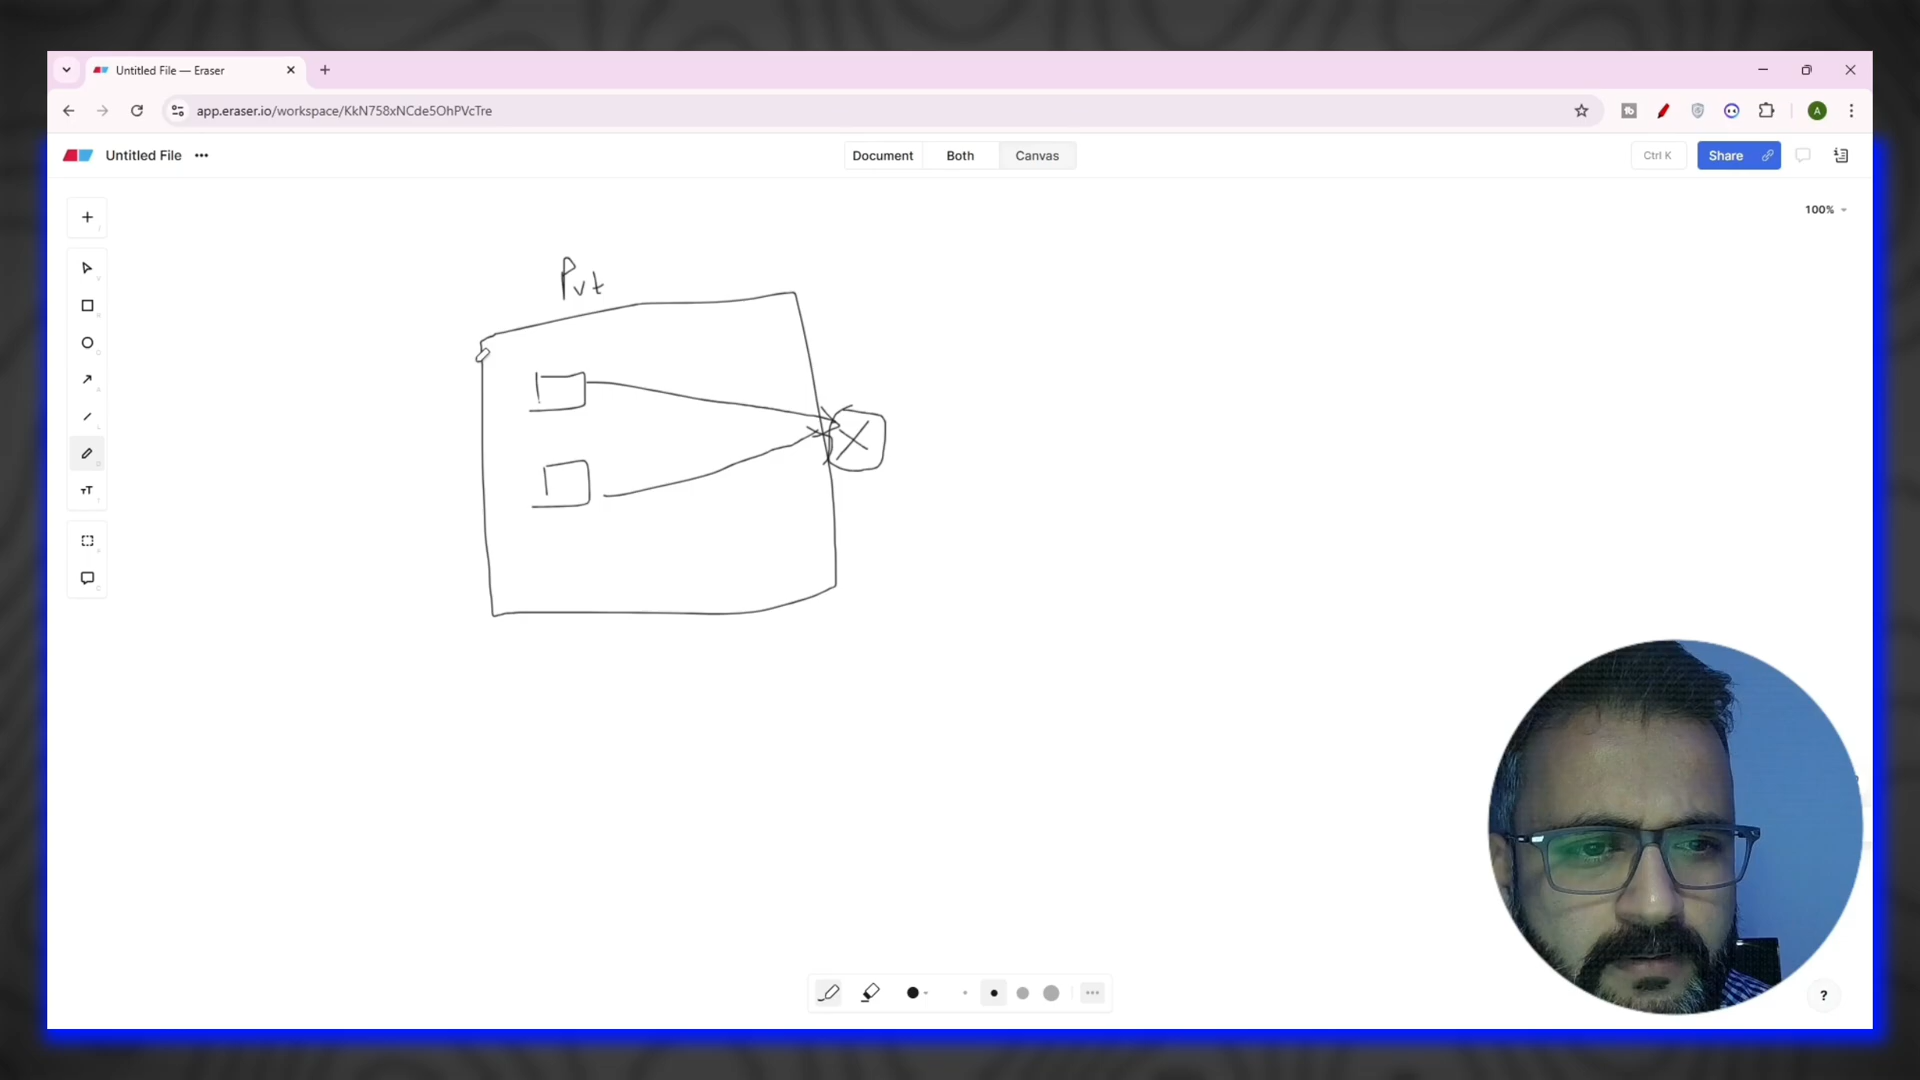 Untitled File — Eraser
app.eraser.io/workspace/KkN758xNCde5OhPVcTre
A
Untitled File
Document Both Canvas
Ctrl K
Share
100%
Pvt
?